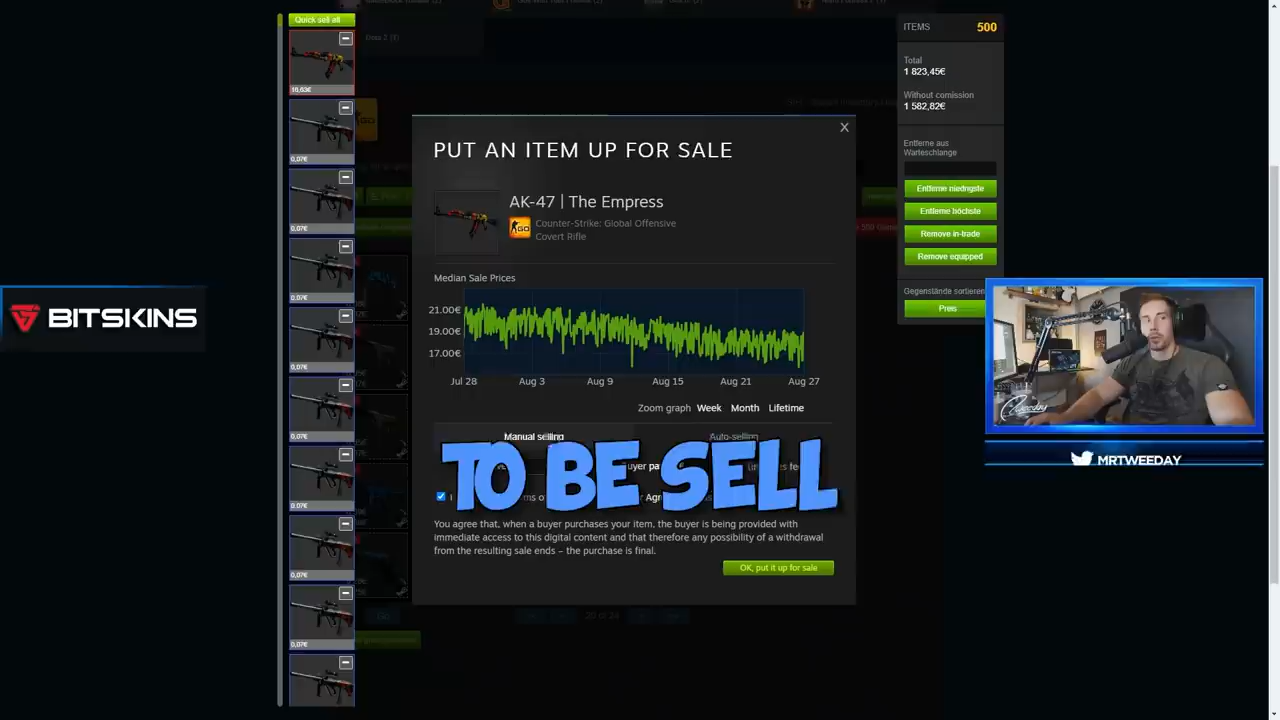 Quick sell all
16,63€
0,07€
0,07€
0,07€
0,07€
0,07€
0,07€
0,07€
0,07€
ITEMS 500
Total
1 823,45€
Without comission
1 582,82€
Entferne aus
Warteschlange
Entferne niedrigste
Entferne höchste
Remove in-trade
Remove equipped
Gegenstände sortieren
Preis
X
PUT AN ITEM UP FOR SALE
AK-47 | The Empress
GO
Counter-Strike: Global Offensive
Covert Rifle
Median Sale Prices
21.00€
19.00€
17.00€
Jul 28 Aug 3 Aug 9 Aug 15 Aug 21 Aug 27
Zoom graph Week Month Lifetime
Manual selling Auto-selling
TO BE SELL
You agree that, when a buyer purchases your item, the buyer is being provided with
immediate access to this digital content and that therefore any possibility of a withdrawal
from the resulting sale ends – the purchase is final.
OK, put it up for sale
Go
20 of 24
BITSKINS
MRTWEEDAY